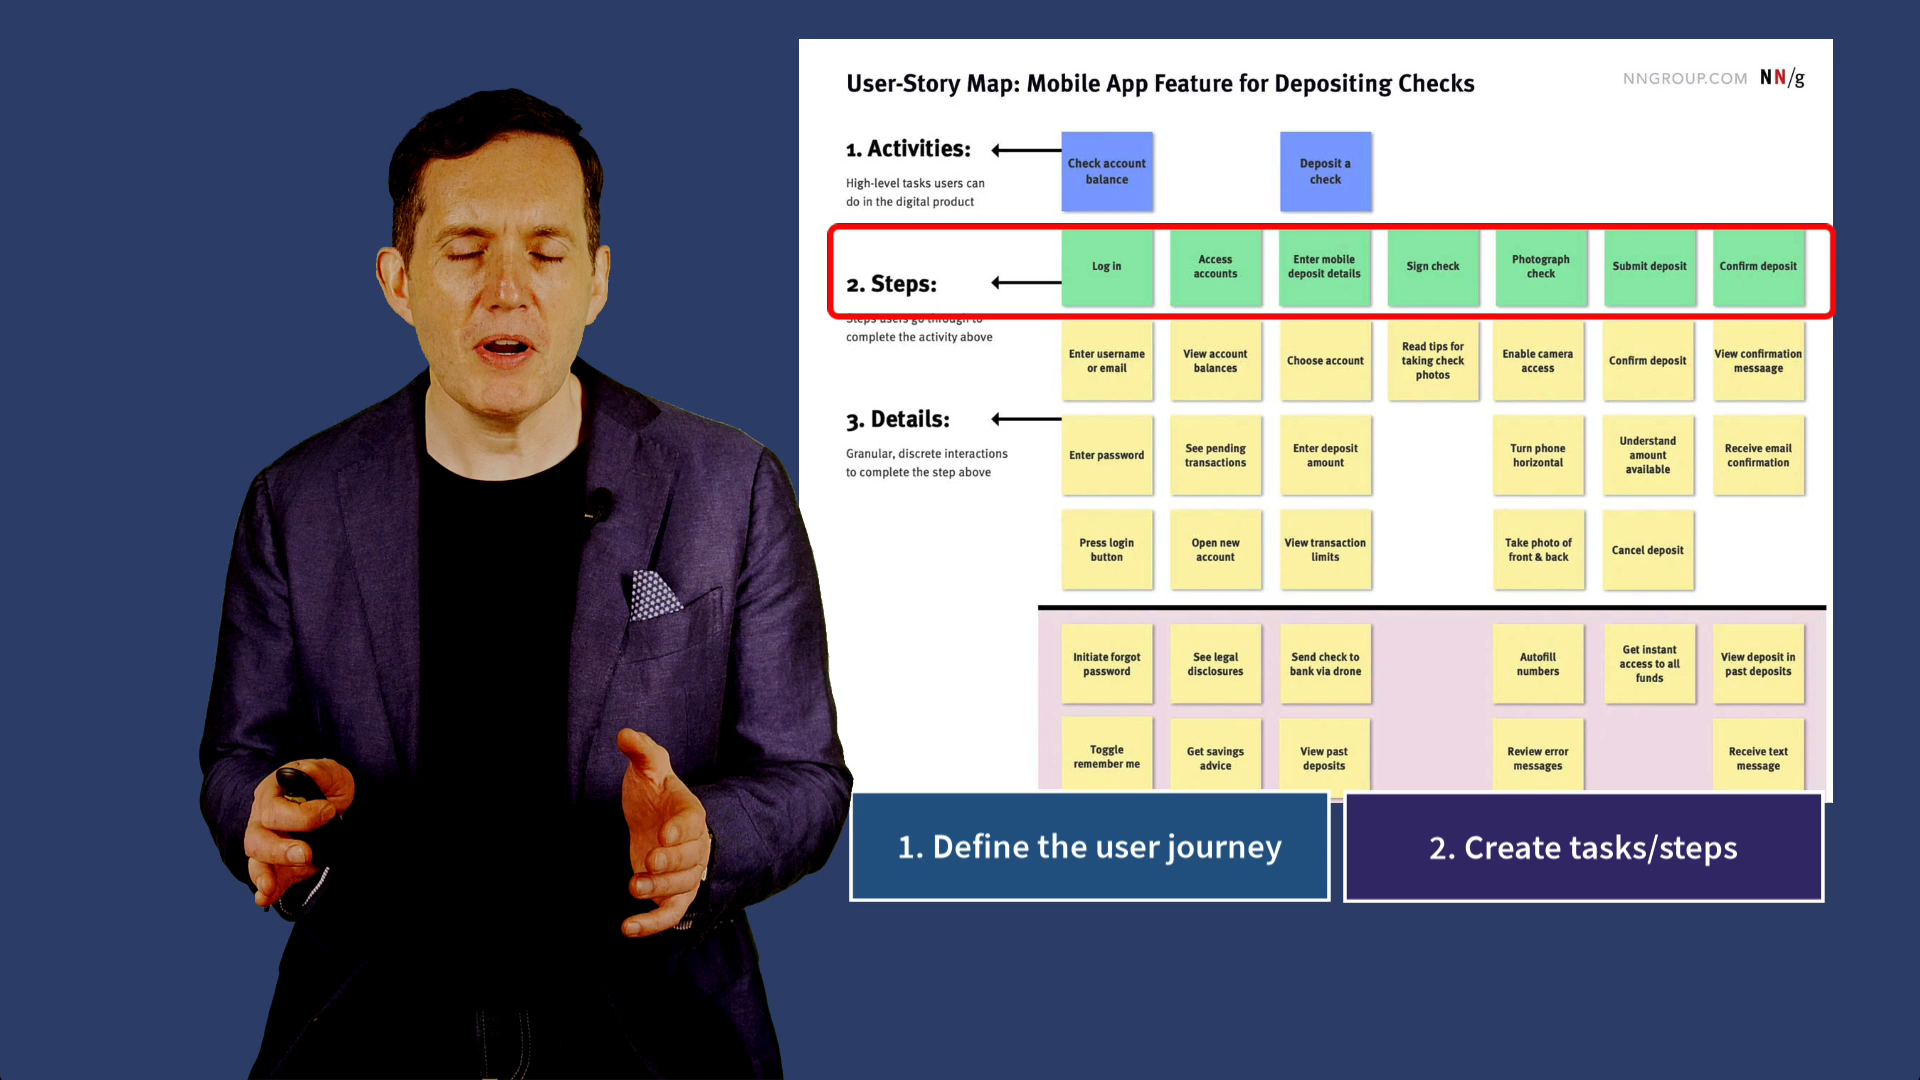 User-Story Map: Mobile App Feature for Depositing Checks
NNGROUP.COM NN/g
1. Activities:
High-level tasks users can
do in the digital product
Check account
balance
Deposit a
check
2. Steps:
Steps users go through to
complete the activity above
Log in
Access
accounts
Enter mobile
deposit details
Sign check
Photograph
check
Submit deposit
Confirm deposit
3. Details:
Granular, discrete interactions
to complete the step above
Enter username
or email
View account
balances
Choose account
Read tips for
taking check
photos
Enable camera
access
Confirm deposit
View confirmation
messaage
Enter password
See pending
transactions
Enter deposit
amount
Turn phone
horizontal
Understand
amount
available
Receive email
confirmation
Press login
button
Open new
account
View transaction
limits
Take photo of
front & back
Cancel deposit
Initiate forgot
password
See legal
disclosures
Send check to
bank via drone
Autofill
numbers
Get instant
access to all
funds
View deposit in
past deposits
Toggle
remember me
Get savings
advice
View past
deposits
Review error
messages
Receive text
message
1. Define the user journey
2. Create tasks/steps